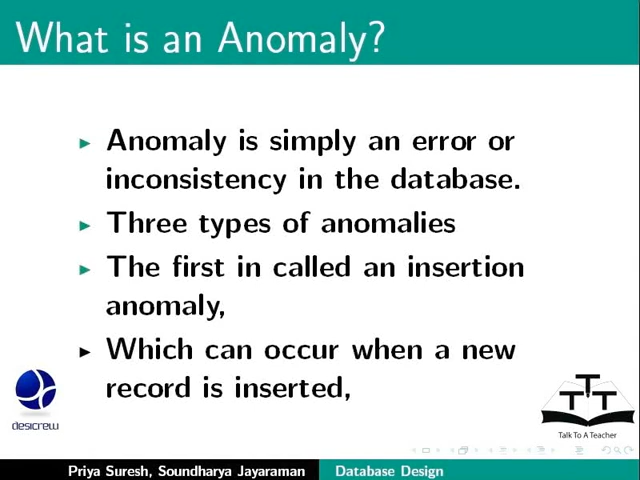 What is an Anomaly?
Anomaly is simply an error or
inconsistency in the database.
Three types of anomalies
The first in called an insertion
anomaly,
Which can occur when a new
record is inserted,
desicrew
TTT
Talk To A Teacher
Priya Suresh, Soundharya Jayaraman Database Design